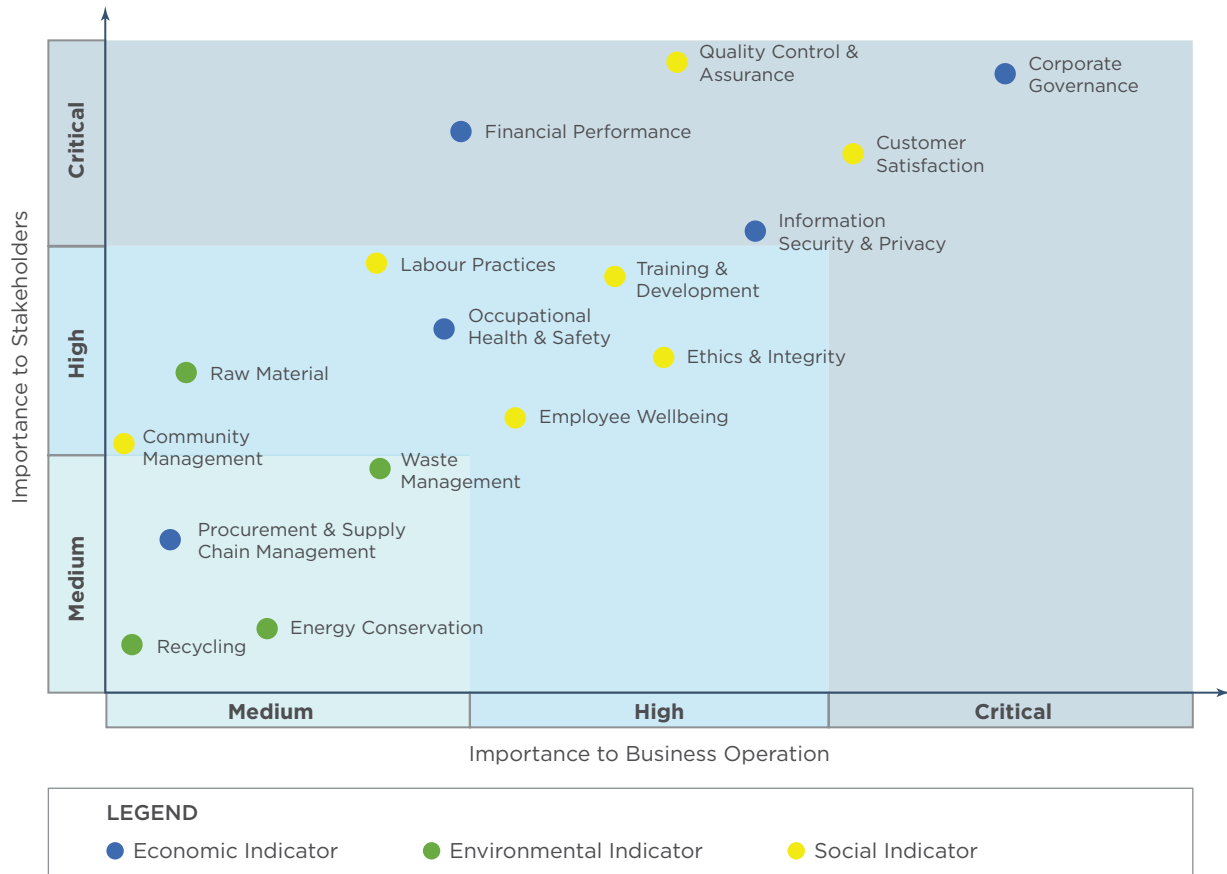 Quality Control &
Assurance
Corporate
Governance
Financial Performance
Customer
Satisfaction
Critical
Information
Security & Privacy
Labour Practices
Training &
Development
Occupational
Health & Safety
Ethics & Integrity
High
Raw Material
Employee Wellbeing
Community
Management
Waste
Management
Procurement & Supply
Chain Management
Medium
Energy Conservation
Recycling
Importance to Stakeholders
Medium
High
Critical
Importance to Business Operation
LEGEND
Economic Indicator
Environmental Indicator
Social Indicator